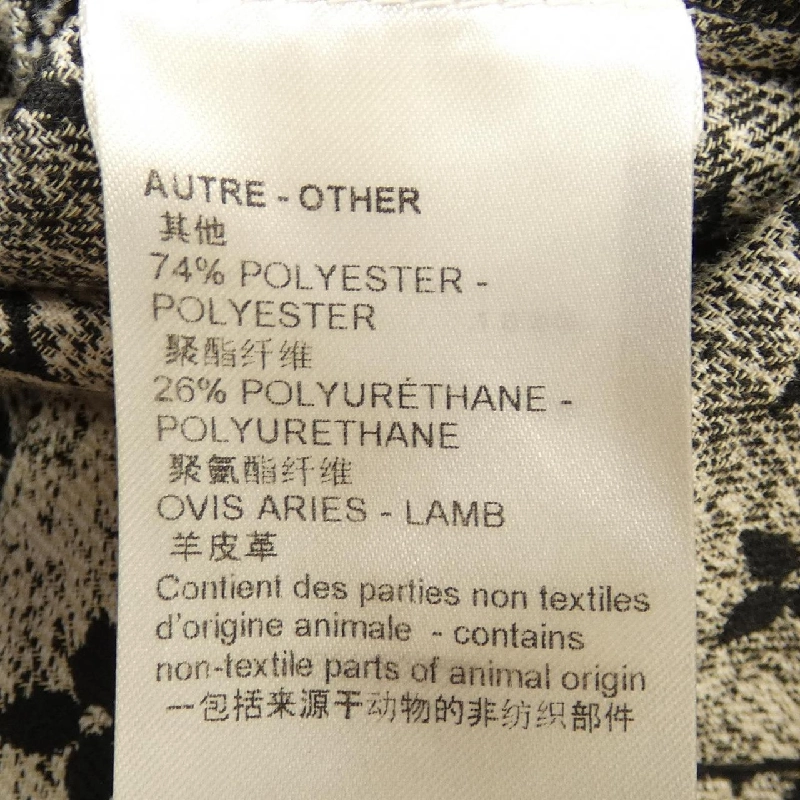 AUTRE - OTHER
其他
74% POLYESTER -
POLYESTER
聚酯纤维
26% POLYURÉTHANE -
POLYURETHANE
聚氨酯纤维
OVIS ARIES - LAMB
羊皮革
Contient des parties non textiles
d'origine animale - contains
non-textile parts of animal origin
一包括来源于动物的非纺织部件